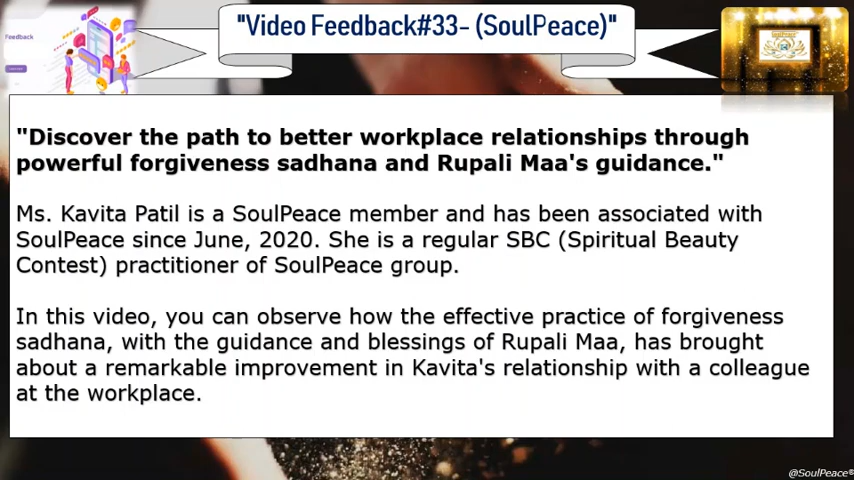 "Video Feedback#33- (SoulPeace)"
Feedback
"Discover the path to better workplace relationships through
powerful forgiveness sadhana and Rupali Maa's guidance."
Ms. Kavita Patil is a SoulPeace member and has been associated with
SoulPeace since June, 2020. She is a regular SBC (Spiritual Beauty
Contest) practitioner of SoulPeace group.
In this video, you can observe how the effective practice of forgiveness
sadhana, with the guidance and blessings of Rupali Maa, has brought
about a remarkable improvement in Kavita's relationship with a colleague
at the workplace.
@SoulPeace®